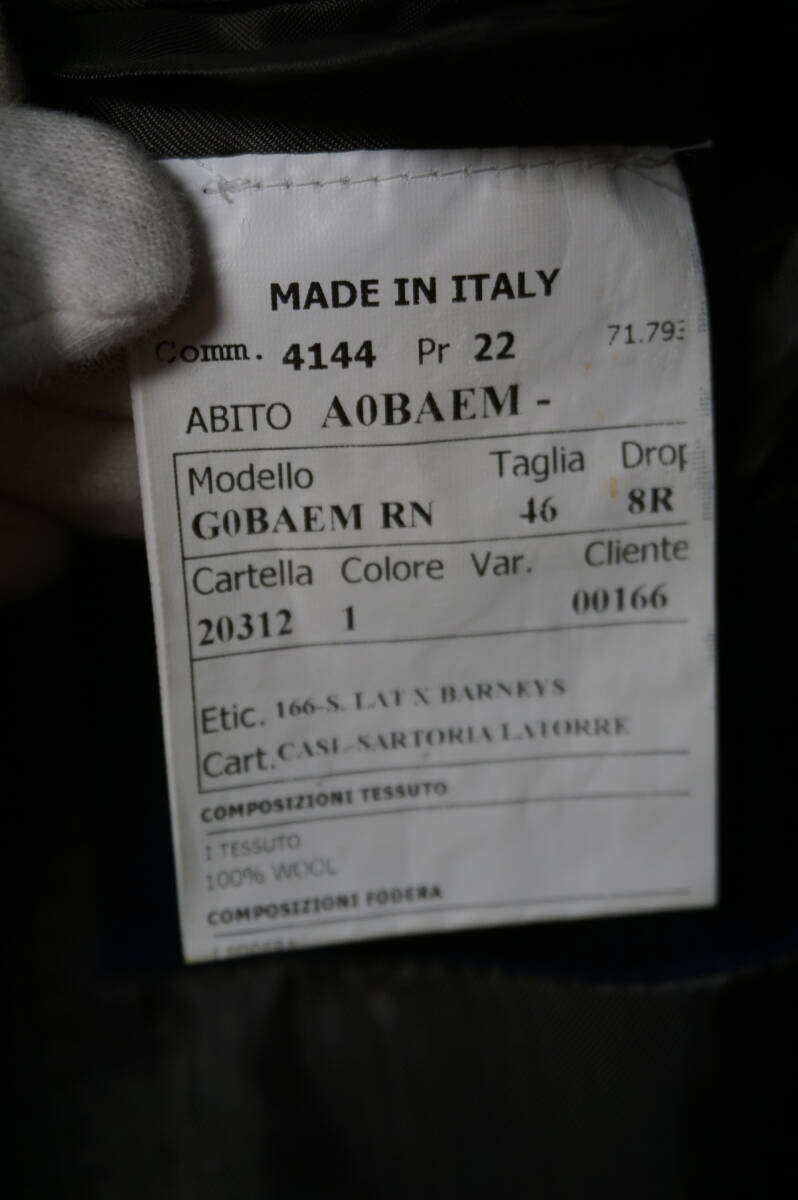 MADE IN ITALY
Comm. 4144 Pr 22 71.793
ABITO A0BAEM -
Modello Taglia Drop
G0BAEM RN 46 8R
Cartella Colore Var. Cliente
20312 1 00166
Etic. 166-S. LAT X BARNEYS
Cart. CASI-SARTORIA LATORRE
COMPOSIZIONI TESSUTO
1 TESSUTO
100% WOOL
COMPOSIZIONI FODERA